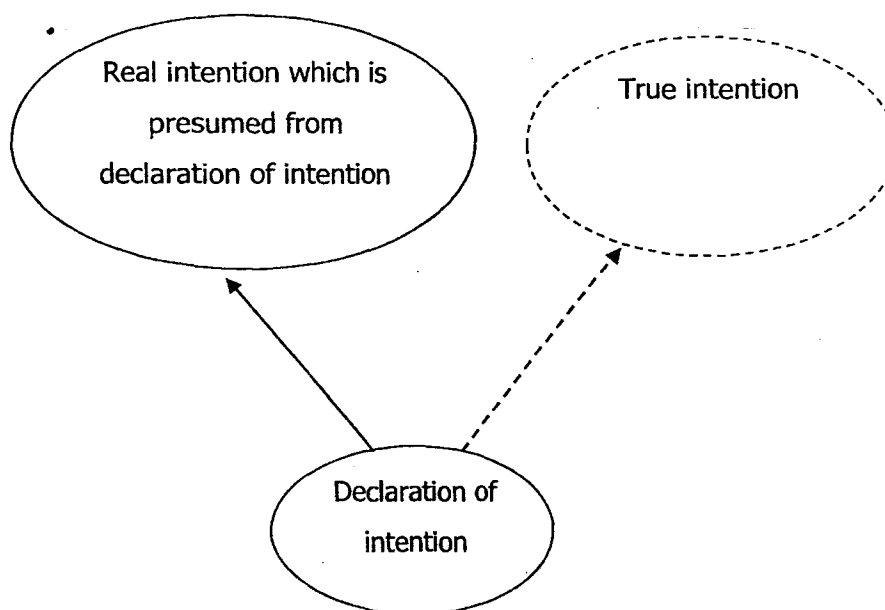 Real intention which is
presumed from
declaration of intention
True intention
Declaration of
intention